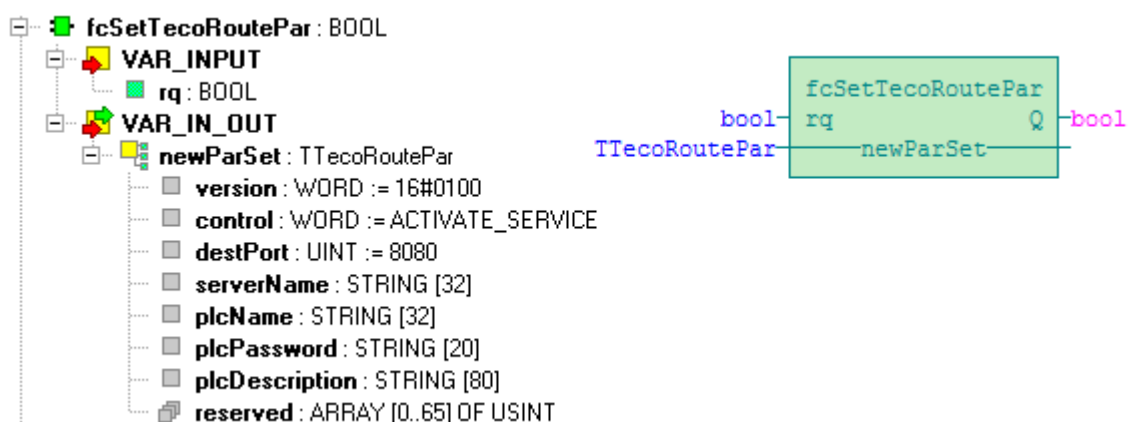 fcSetTecoRoutePar : BOOL
VAR_INPUT
rq : BOOL
VAR_IN_OUT
newParSet : TTecoRoutePar
version : WORD := 16#0100
control : WORD := ACTIVATE_SERVICE
destPort : UINT := 8080
serverName : STRING [32]
plcName : STRING [32]
plcPassword : STRING [20]
plcDescription : STRING [80]
reserved : ARRAY [0..65] OF USINT
fcSetTecoRoutePar
bool rq Q bool
TTecoRoutePar newParSet